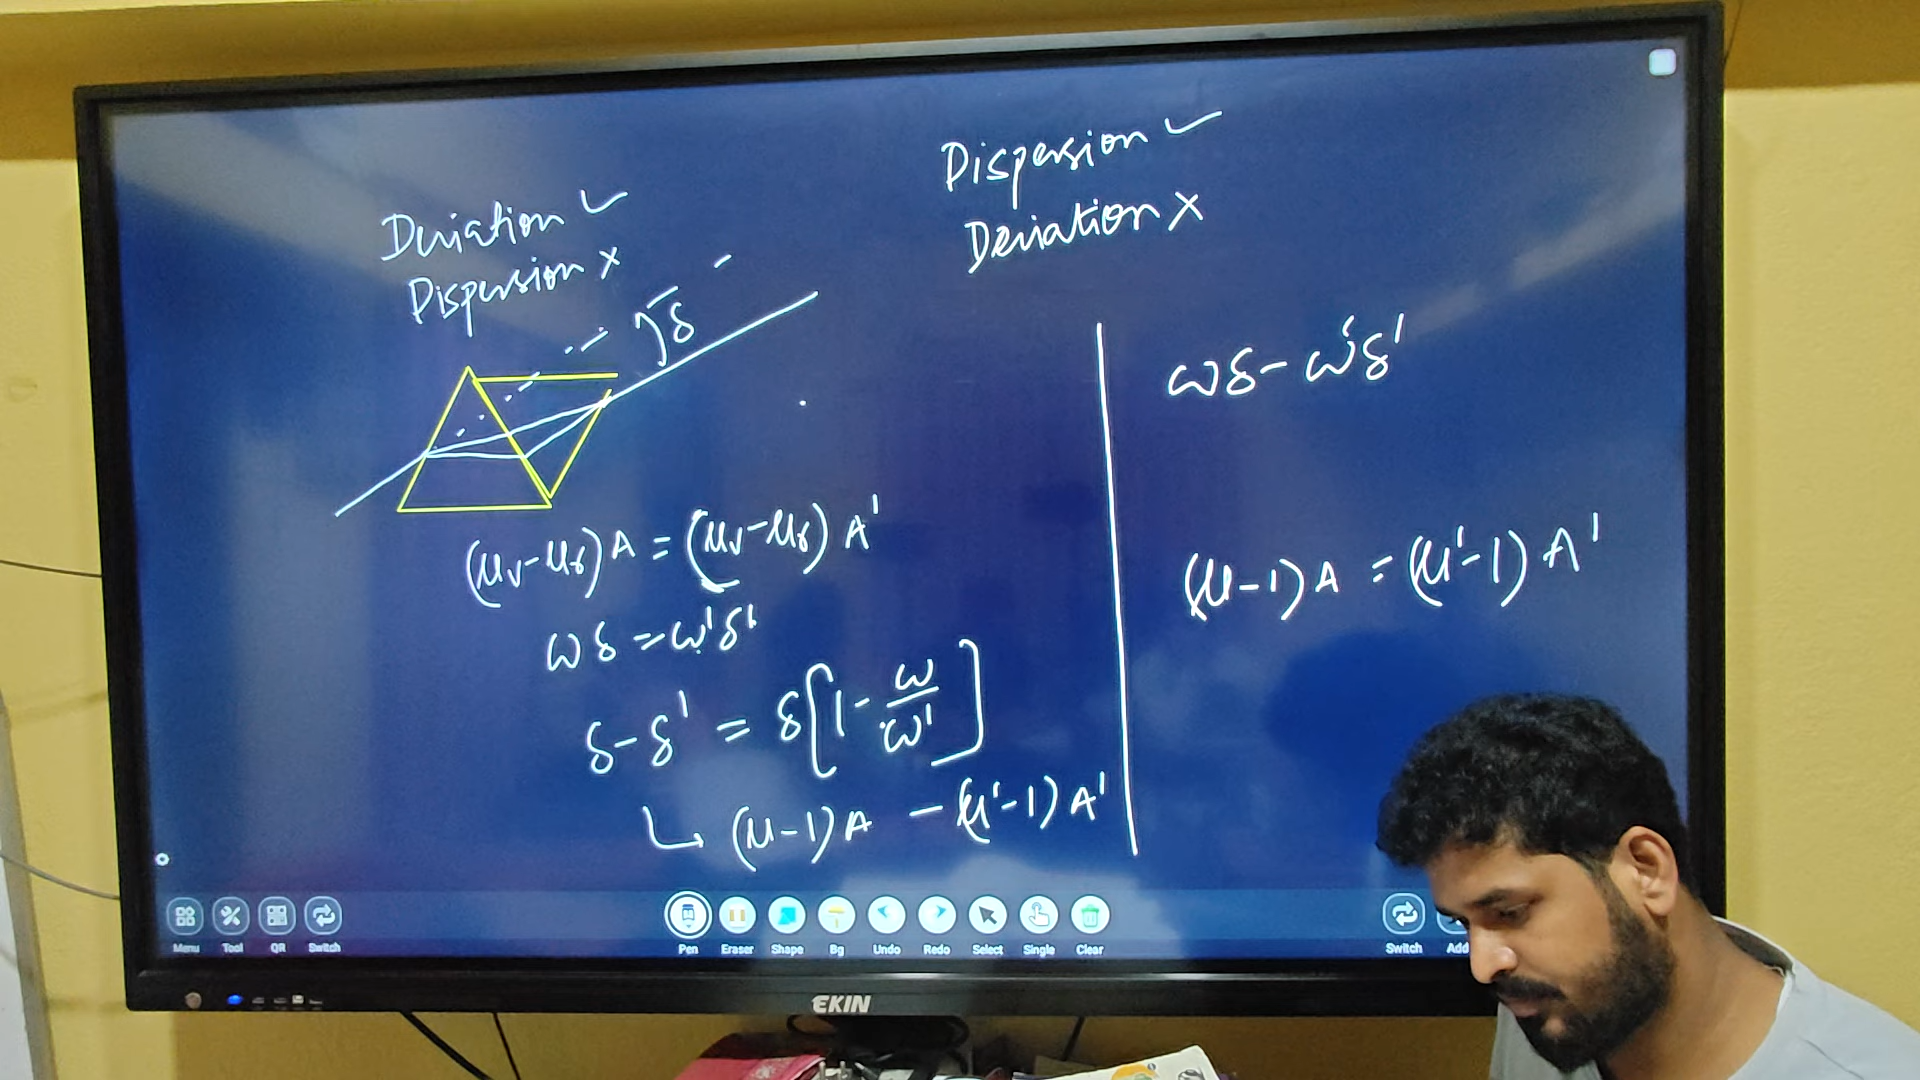 Deviation ✓
Dispersion ×
δ
(μv-μr)A = (μv-μr)A'
ωδ = ω'δ'
δ-δ' = δ[1-ω/ω']
↳ (μ-1)A - (μ'-1)A'
Dispersion ✓
Deviation ×
ωδ - ω'δ'
(μ-1)A = (μ'-1)A'
Menu Tool QR Switch Pen Eraser Shape Bg Undo Redo Select Single Clear Switch Add
EKIN